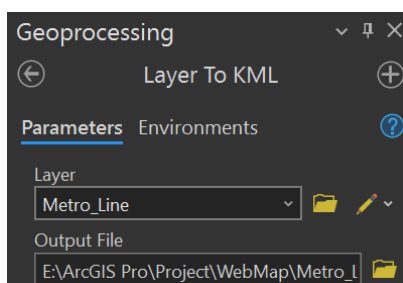 Geoprocessing
Layer To KML
Parameters Environments
?
Layer
Metro_Line
Output File
E:\ArcGIS Pro\Project\WebMap\Metro_L